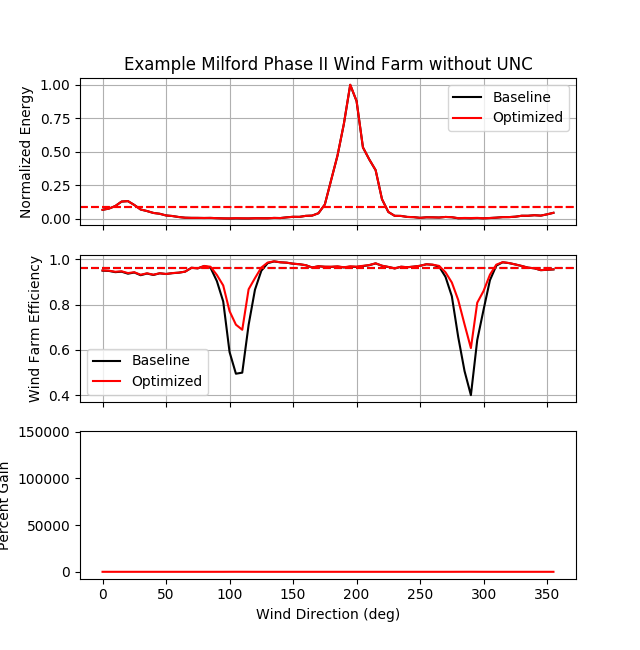 Example Milford Phase II Wind Farm without UNC
Normalized Energy
1.00
0.75
0.50
0.25
0.00
Baseline
Optimized
Wind Farm Efficiency
1.0
0.8
0.6
0.4
Baseline
Optimized
Percent Gain
150000
100000
50000
0
0 50 100 150 200 250 300 350
Wind Direction (deg)